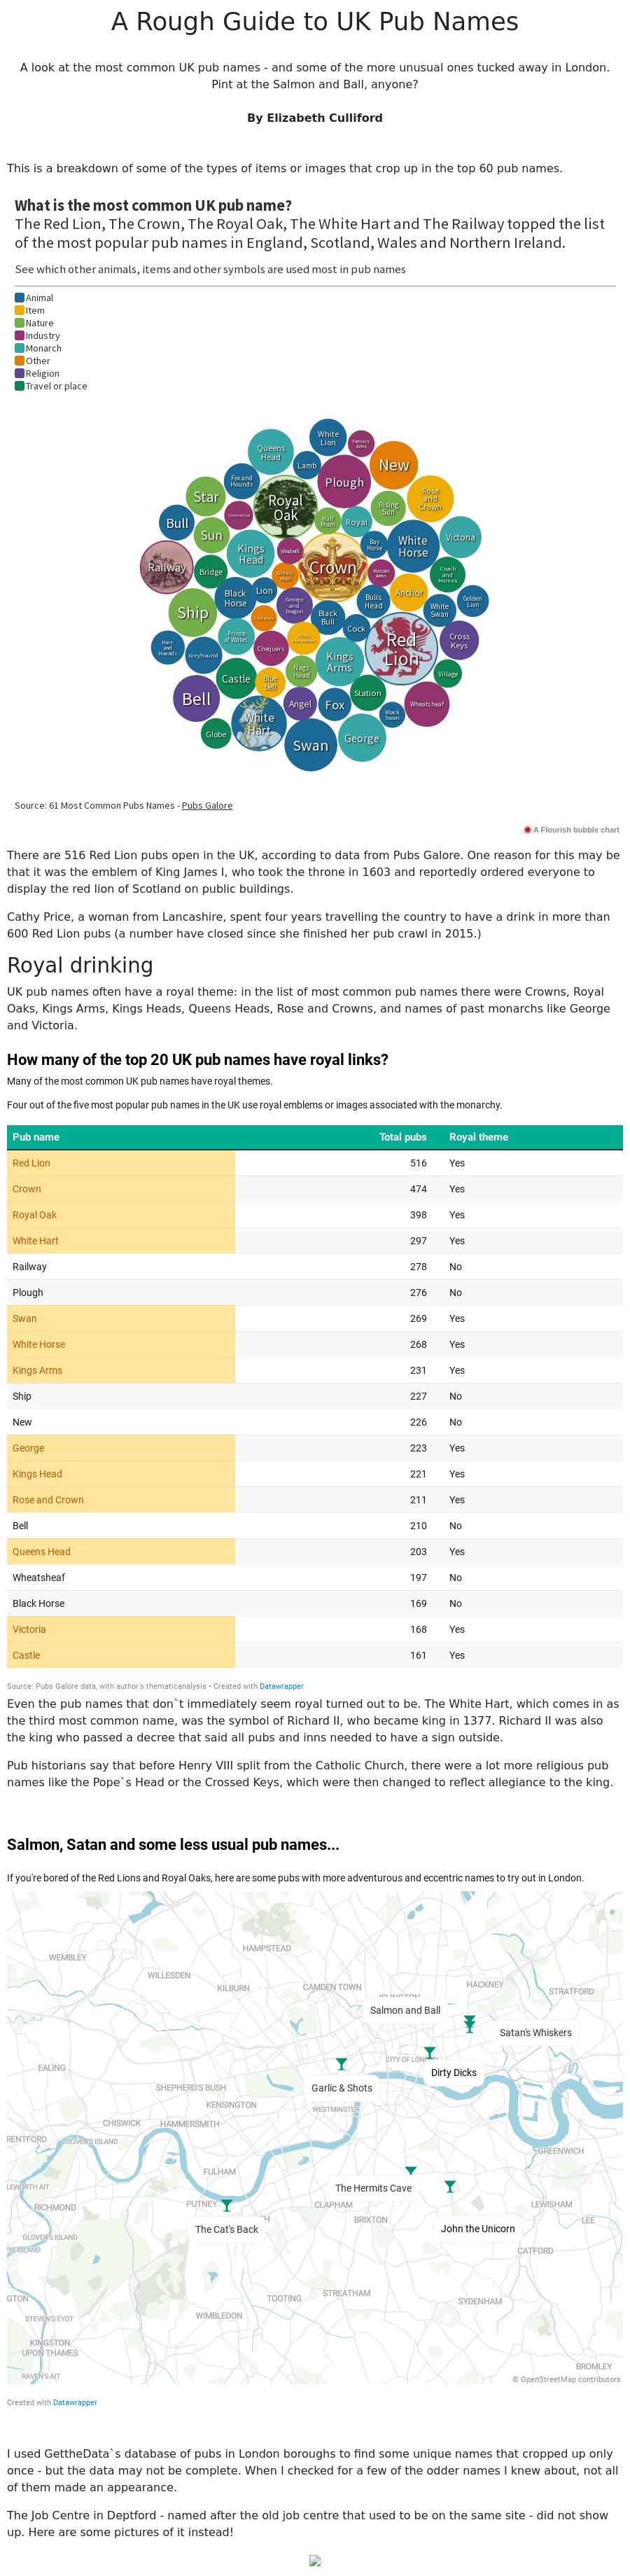 A Rough Guide to UK Pub Names
A look at the most common UK pub names - and some of the more unusual ones tucked away in London.
Pint at the Salmon and Ball, anyone?
By Elizabeth Culliford
This is a breakdown of some of the types of items or images that crop up in the top 60 pub names.
What is the most common UK pub name?
The Red Lion, The Crown, The Royal Oak, The White Hart and The Railway topped the list
of the most popular pub names in England, Scotland, Wales and Northern Ireland.
See which other animals, items and other symbols are used most in pub names
Animal
Item
Nature
Industry
Monarch
Other
Religion
Travel or place
White
Lion
Farmers
Arms
Queens
Head
Lamb
New
Plough
Fox and
Hounds
Rose
and
Crown
Star
Royal
Oak
Rising
Sun
Commercial
Half
Moon
Royal
Bull
Sun
Victoria
White
Horse
Kings
Head
Bay
Horse
Windmill
Railway
Bridge
Crown
Green
Man
Masons
Arms
Coach
and
Horses
Black
Horse
Lion
Anchor
Bulls
Head
Golden
Lion
George
and
Dragon
White
Swan
Ship
Black
Bull
Cock
Red
Lion
Prince
of Wales
Cross
Keys
Hare
and
Hounds
Greyhound
Chequers
Kings
Arms
Nags
Head
Village
Castle
Blue
Bell
Station
Bell
Angel
Fox
Wheatsheaf
Black
Swan
White
Hart
Globe
George
Swan
Source: 61 Most Common Pubs Names - Pubs Galore
A Flourish bubble chart
There are 516 Red Lion pubs open in the UK, according to data from Pubs Galore. One reason for this may be
that it was the emblem of King James I, who took the throne in 1603 and reportedly ordered everyone to
display the red lion of Scotland on public buildings.
Cathy Price, a woman from Lancashire, spent four years travelling the country to have a drink in more than
600 Red Lion pubs (a number have closed since she finished her pub crawl in 2015.)
Royal drinking
UK pub names often have a royal theme: in the list of most common pub names there were Crowns, Royal
Oaks, Kings Arms, Kings Heads, Queens Heads, Rose and Crowns, and names of past monarchs like George
and Victoria.
How many of the top 20 UK pub names have royal links?
Many of the most common UK pub names have royal themes.
Four out of the five most popular pub names in the UK use royal emblems or images associated with the monarchy.
Pub name Total pubs Royal theme
Red Lion 516 Yes
Crown 474 Yes
Royal Oak 398 Yes
White Hart 297 Yes
Railway 278 No
Plough 276 No
Swan 269 Yes
White Horse 268 Yes
Kings Arms 231 Yes
Ship 227 No
New 226 No
George 223 Yes
Kings Head 221 Yes
Rose and Crown 211 Yes
Bell 210 No
Queens Head 203 Yes
Wheatsheaf 197 No
Black Horse 169 No
Victoria 168 Yes
Castle 161 Yes
Source: Pubs Galore data, with author's thematicanalysis • Created with Datawrapper
Even the pub names that don`t immediately seem royal turned out to be. The White Hart, which comes in as
the third most common name, was the symbol of Richard II, who became king in 1377. Richard II was also
the king who passed a decree that said all pubs and inns needed to have a sign outside.
Pub historians say that before Henry VIII split from the Catholic Church, there were a lot more religious pub
names like the Pope`s Head or the Crossed Keys, which were then changed to reflect allegiance to the king.
Salmon, Satan and some less usual pub names...
If you're bored of the Red Lions and Royal Oaks, here are some pubs with more adventurous and eccentric names to try out in London.
HAMPSTEAD
WEMBLEY
WILLESDEN
KILBURN
CAMDEN TOWN
HACKNEY
STRATFORD
Salmon and Ball
Satan's Whiskers
CITY OF LONDON
EALING
Dirty Dicks
SHEPHERD'S BUSH
Garlic & Shots
KENSINGTON
WESTMINSTER
CHISWICK
HAMMERSMITH
OLIVER'S ISLAND
GREENWICH
FULHAM
The Hermits Cave
RICHMOND
PUTNEY
CLAPHAM
LEWISHAM
BRIXTON
LEE
The Cat's Back
John the Unicorn
GLOVER'S ISLAND
CATFORD
STREATHAM
TOOTING
SYDENHAM
WIMBLEDON
STEVEN'S EYOT
KINGSTON
UPON THAMES
BROMLEY
RAVEN'S AIT
© OpenStreetMap contributors
Created with Datawrapper
I used GettheData`s database of pubs in London boroughs to find some unique names that cropped up only
once - but the data may not be complete. When I checked for a few of the odder names I knew about, not all
of them made an appearance.
The Job Centre in Deptford - named after the old job centre that used to be on the same site - did not show
up. Here are some pictures of it instead!